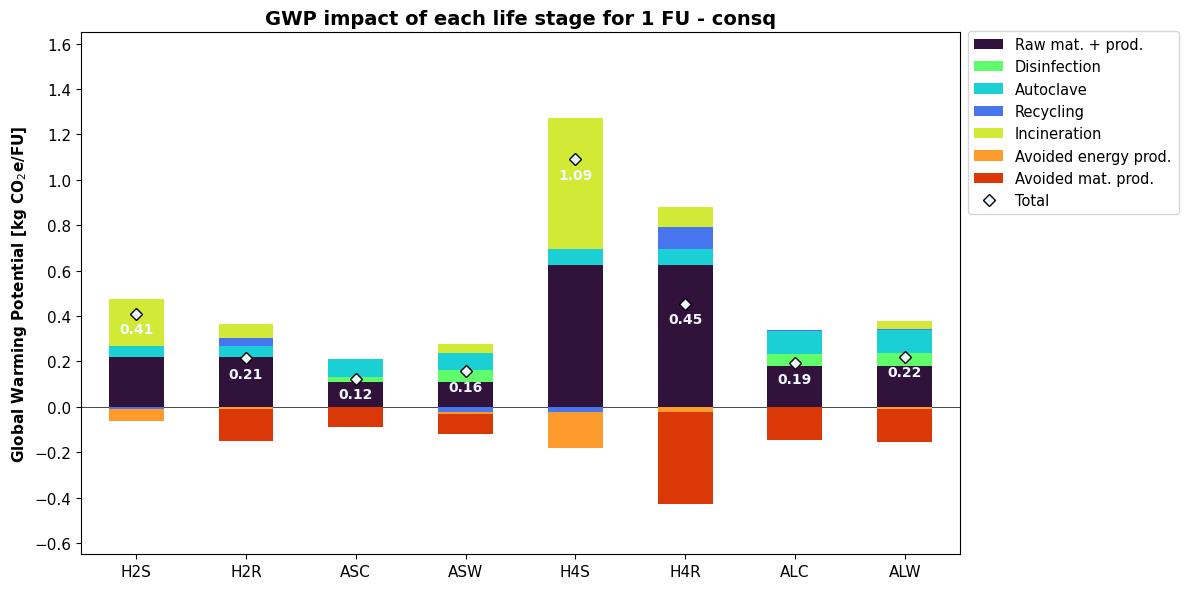 GWP impact of each life stage for 1 FU - consq
Global Warming Potential [kg CO₂e/FU]
1.6
1.4
1.2
1.0
0.8
0.6
0.4
0.2
0.0
−0.2
−0.4
−0.6
0.41
0.21
0.12
0.16
1.09
0.45
0.19
0.22
H2S H2R ASC ASW H4S H4R ALC ALW
Raw mat. + prod.
Disinfection
Autoclave
Recycling
Incineration
Avoided energy prod.
Avoided mat. prod.
Total